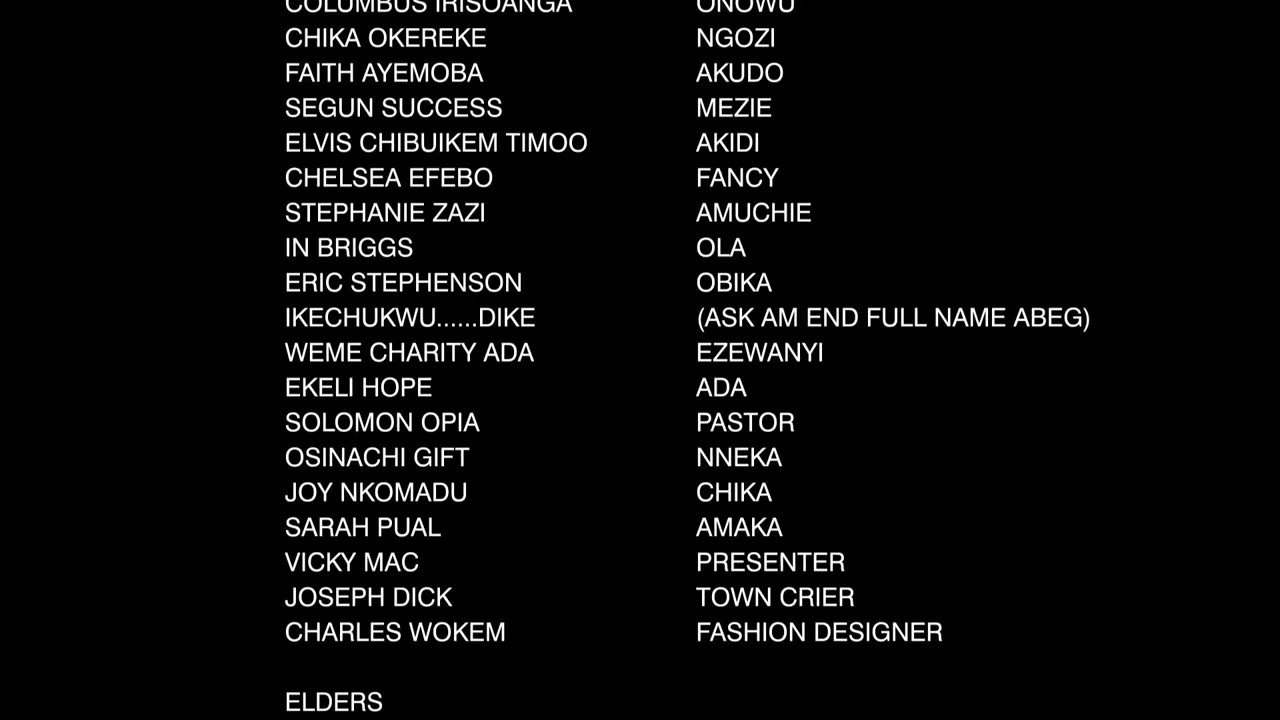 COLUMBUS IRISOANGA ONOWU
CHIKA OKEREKE NGOZI
FAITH AYEMOBA AKUDO
SEGUN SUCCESS MEZIE
ELVIS CHIBUIKEM TIMOO AKIDI
CHELSEA EFEBO FANCY
STEPHANIE ZAZI AMUCHIE
IN BRIGGS OLA
ERIC STEPHENSON OBIKA
IKECHUKWU......DIKE (ASK AM END FULL NAME ABEG)
WEME CHARITY ADA EZEWANYI
EKELI HOPE ADA
SOLOMON OPIA PASTOR
OSINACHI GIFT NNEKA
JOY NKOMADU CHIKA
SARAH PUAL AMAKA
VICKY MAC PRESENTER
JOSEPH DICK TOWN CRIER
CHARLES WOKEM FASHION DESIGNER
ELDERS